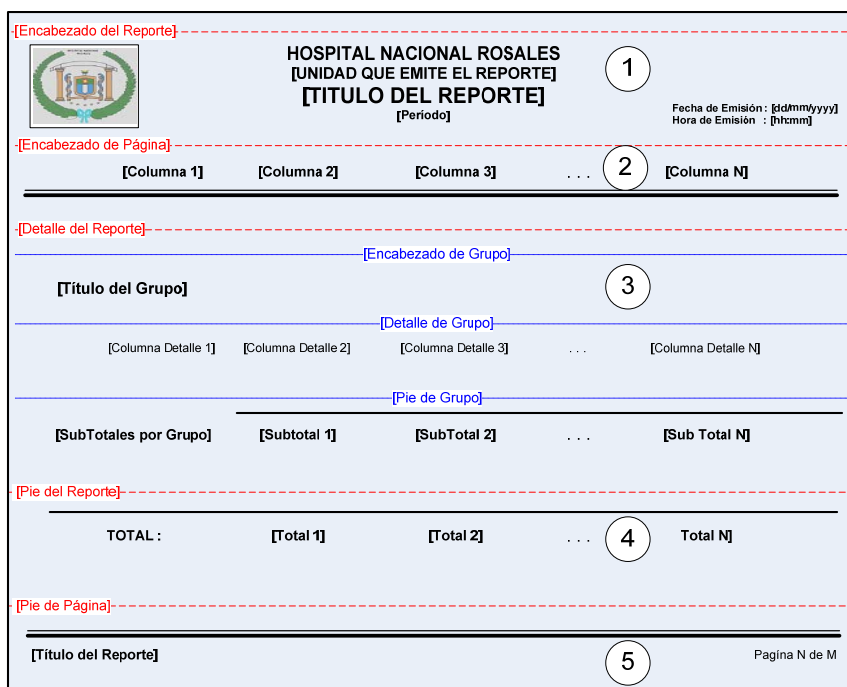 [Encabezado del Reporte]
HOSPITAL NACIONAL ROSALES
[UNIDAD QUE EMITE EL REPORTE]
[TITULO DEL REPORTE]
[Período]
1
Fecha de Emisión : [dd/mm/yyyy]
Hora de Emisión : [hh:mm]
[Encabezado de Página]
[Columna 1] [Columna 2] [Columna 3] . . . 2 [Columna N]
[Detalle del Reporte]
[Encabezado de Grupo]
[Título del Grupo] 3
[Detalle de Grupo]
[Columna Detalle 1] [Columna Detalle 2] [Columna Detalle 3] . . . [Columna Detalle N]
[Pie de Grupo]
[SubTotales por Grupo] [Subtotal 1] [SubTotal 2] . . . [Sub Total N]
[Pie del Reporte]
TOTAL : [Total 1] [Total 2] . . . 4 Total N]
[Pie de Página]
[Título del Reporte] 5 Pagína N de M